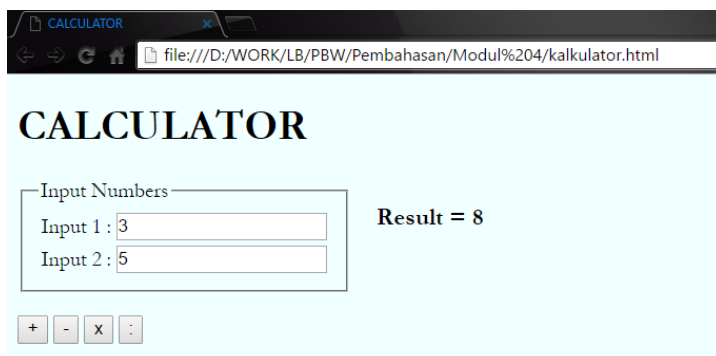 CALCULATOR
file:///D:/WORK/LB/PBW/Pembahasan/Modul%204/kalkulator.html
CALCULATOR
Input Numbers
Input 1 : 3
Input 2 : 5
Result = 8
+ - x :